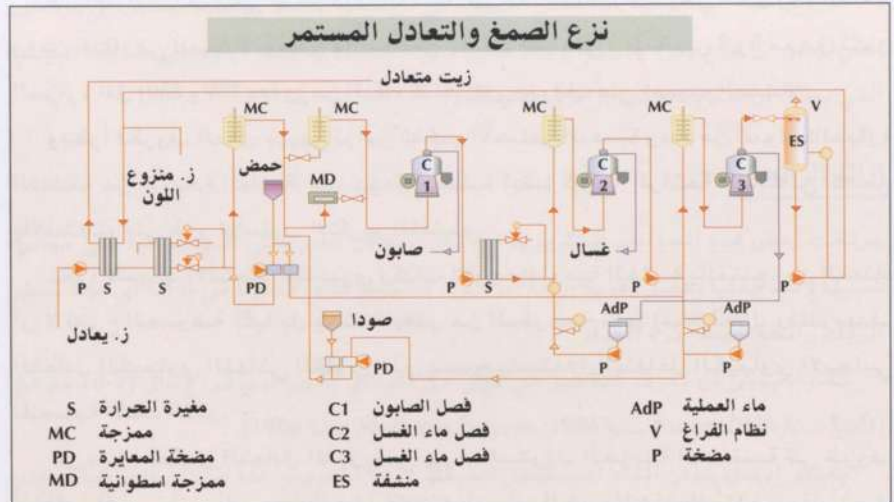 نزع الصمغ والتعادل المستمر
زيت متعادل
MC
MC
MC
MC
V
حمض
ز. منزوع
اللون
MD
C
1
C
2
C
3
ES
صابون
غسال
P
S
S
PD
P
S
P
P
ز. يعادل
صودا
PD
AdP
AdP
P
P
S مغيرة الحرارة
MC ممزجة
PD مضخة المعايرة
MD ممزجة اسطوانية
C1 فصل الصابون
C2 فصل ماء الغسل
C3 فصل ماء الغسل
ES منشفة
AdP ماء العملية
V نظام الفراغ
P مضخة